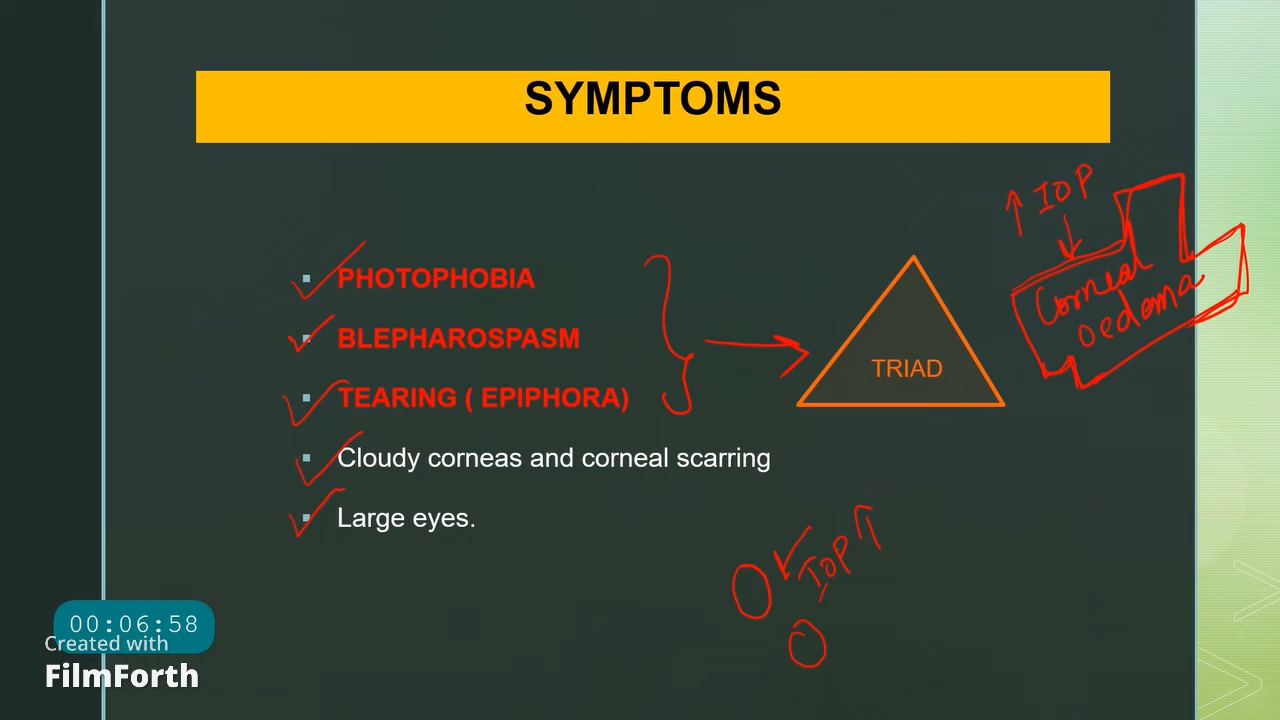 SYMPTOMS
↑ IOP
↓
Corneal
oedema
▪ PHOTOPHOBIA
▪ BLEPHAROSPASM
▪ TEARING ( EPIPHORA)
TRIAD
▪ Cloudy corneas and corneal scarring
▪ Large eyes.
IOP ↑
00:06:58
Created with
FilmForth